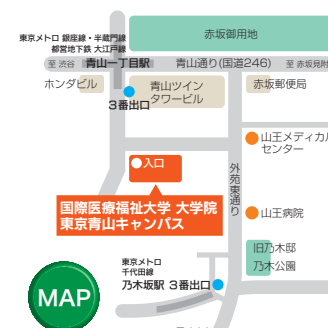 赤坂御用地
東京メトロ 銀座線・半蔵門線
都営地下鉄 大江戸線
至 渋谷
青山一丁目駅
青山通り(国道246)
至 赤坂見附
ホンダビル
3番出口
青山ツイン
タワービル
赤坂郵便局
山王メディカル
センター
入口
外苑東通り
国際医療福祉大学 大学院
東京青山キャンパス
山王病院
旧乃木邸
乃木公園
東京メトロ
千代田線
乃木坂駅 3番出口
MAP